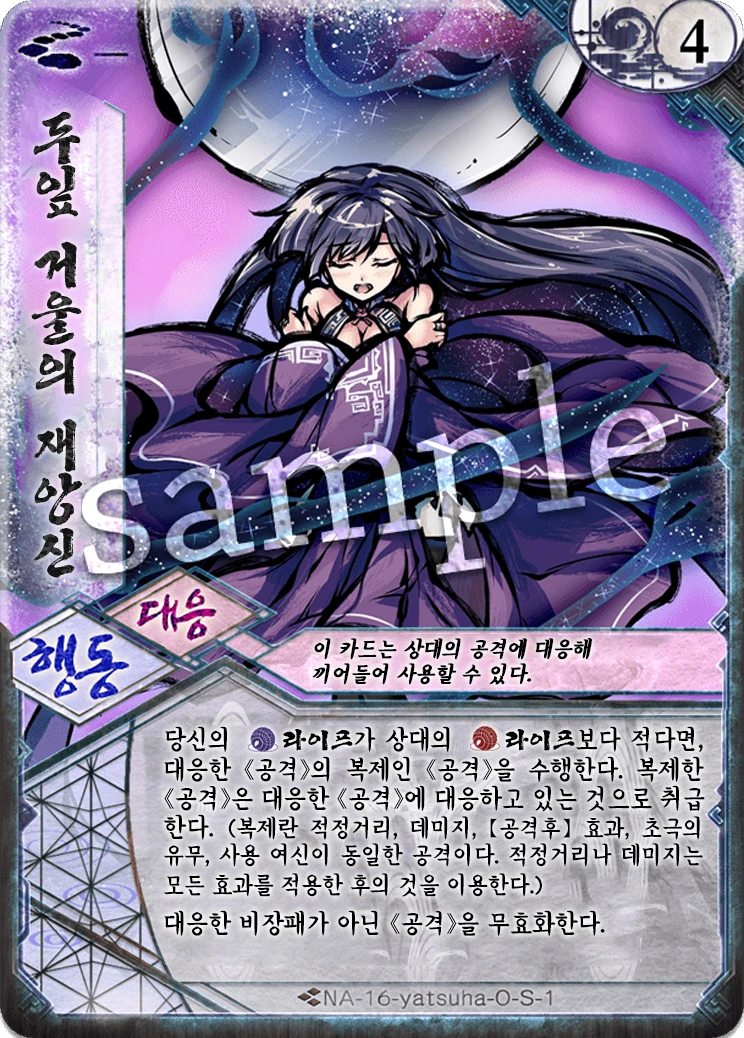 4
두잎 거울의 재앙신
sample
대응
행동
이 카드는 상대의 공격에 대응해
끼어들어 사용할 수 있다.
당신의 라이프가 상대의 라이프보다 적다면,
대응한 《공격》의 복제인 《공격》을 수행한다. 복제한
《공격》은 대응한 《공격》에 대응하고 있는 것으로 취급
한다. (복제란 적정거리, 데미지, 【공격후】 효과, 초극의
유무, 사용 여신이 동일한 공격이다. 적정거리나 데미지는
모든 효과를 적용한 후의 것을 이용한다.)
대응한 비장패가 아닌 《공격》을 무효화한다.
NA-16-yatsuha-O-S-1